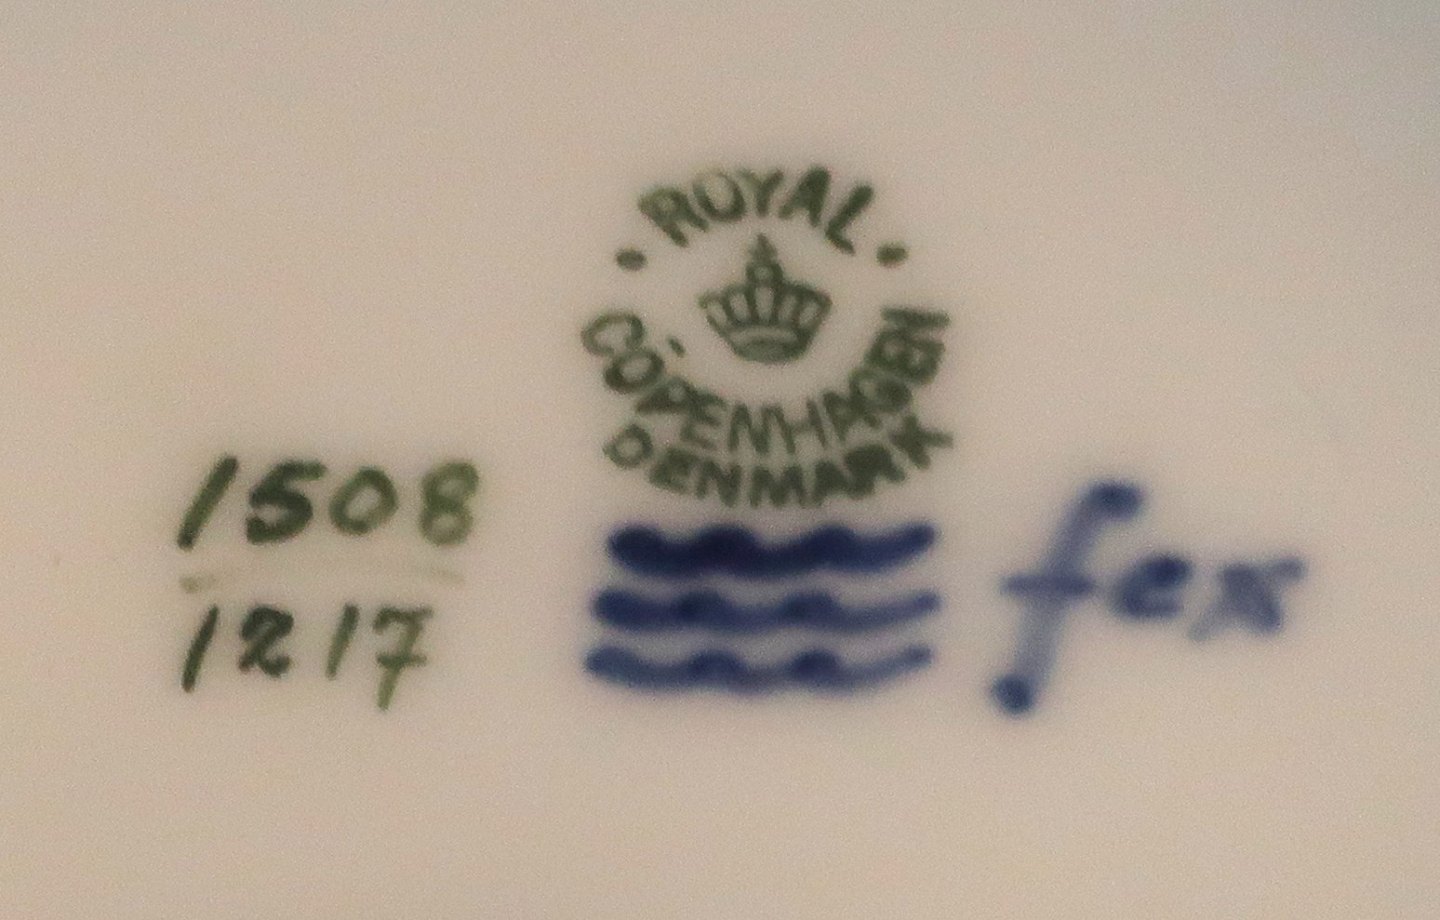 ROYAL
COPENHAGEN
DENMARK
1508
1217
fex